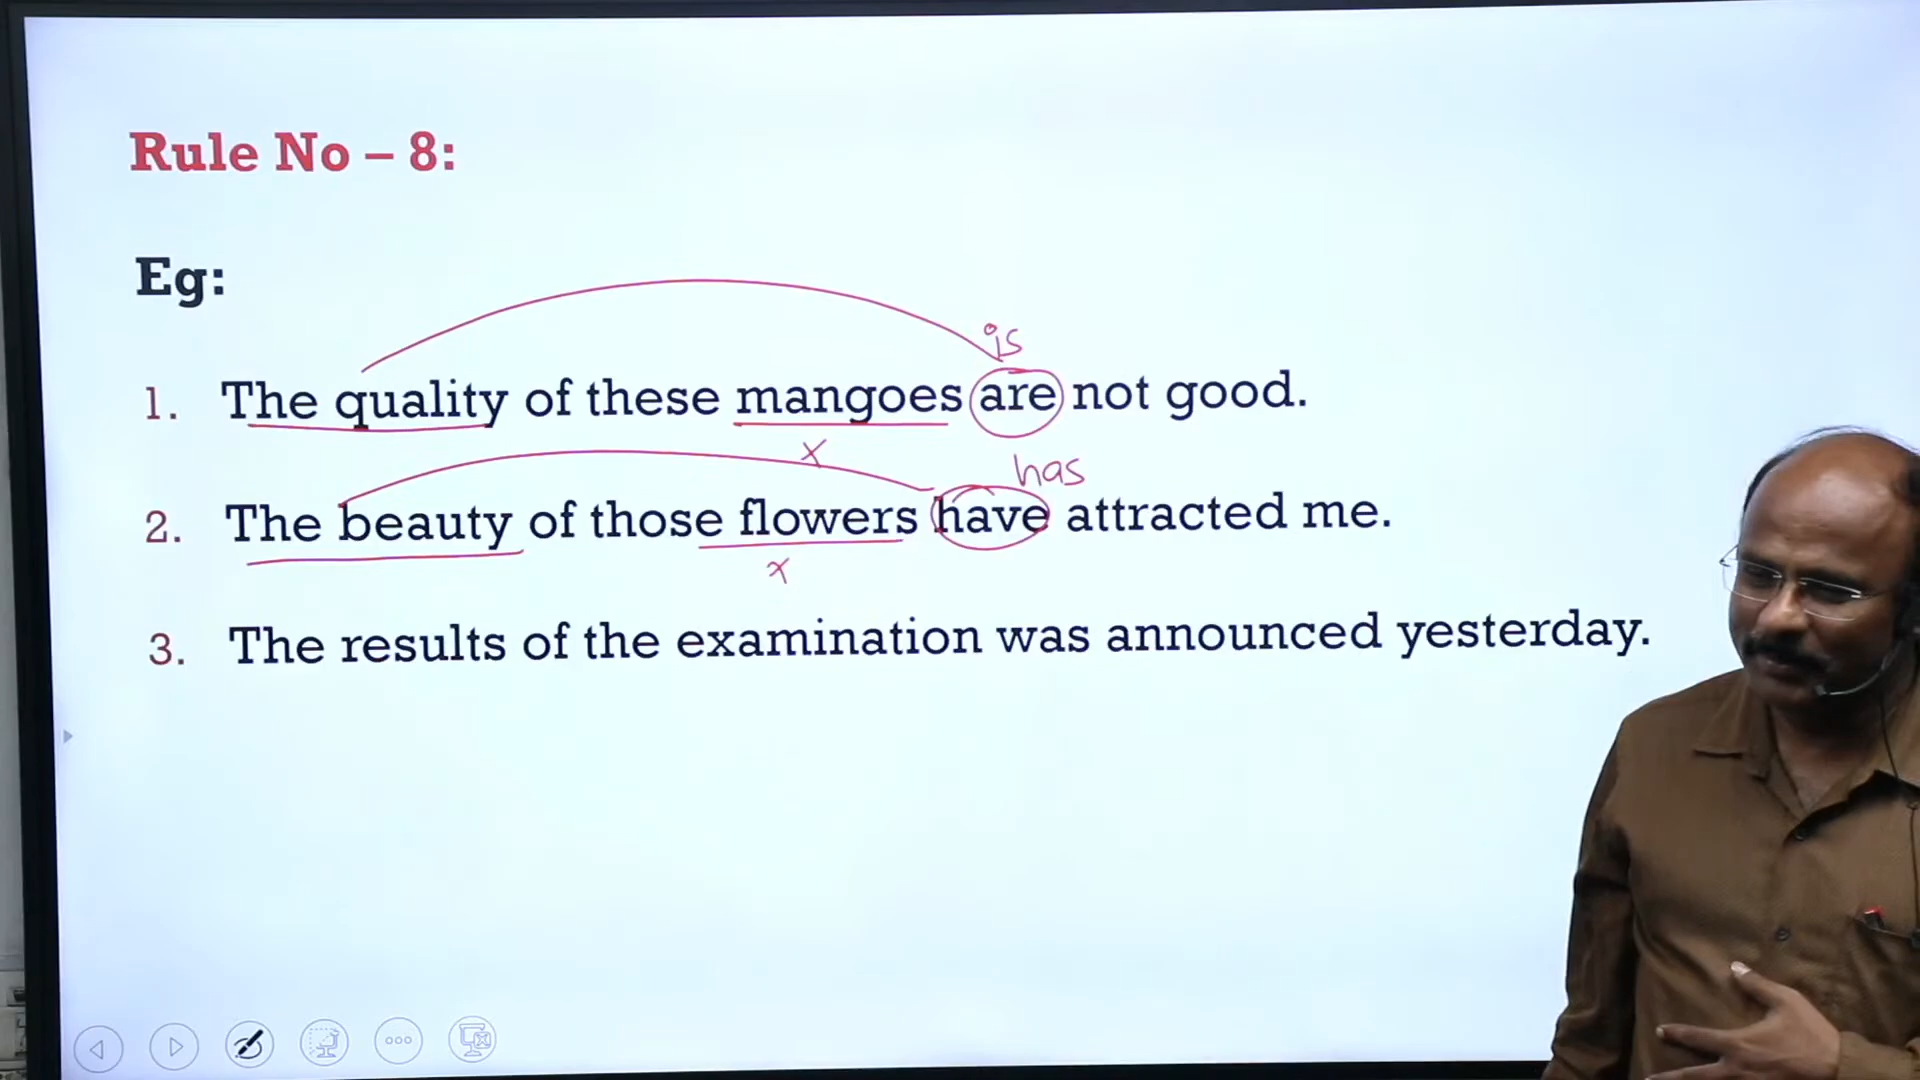 Rule No – 8:
Eg:
is
1. The quality of these mangoes are not good.
x
has
2. The beauty of those flowers have attracted me.
x
3. The results of the examination was announced yesterday.